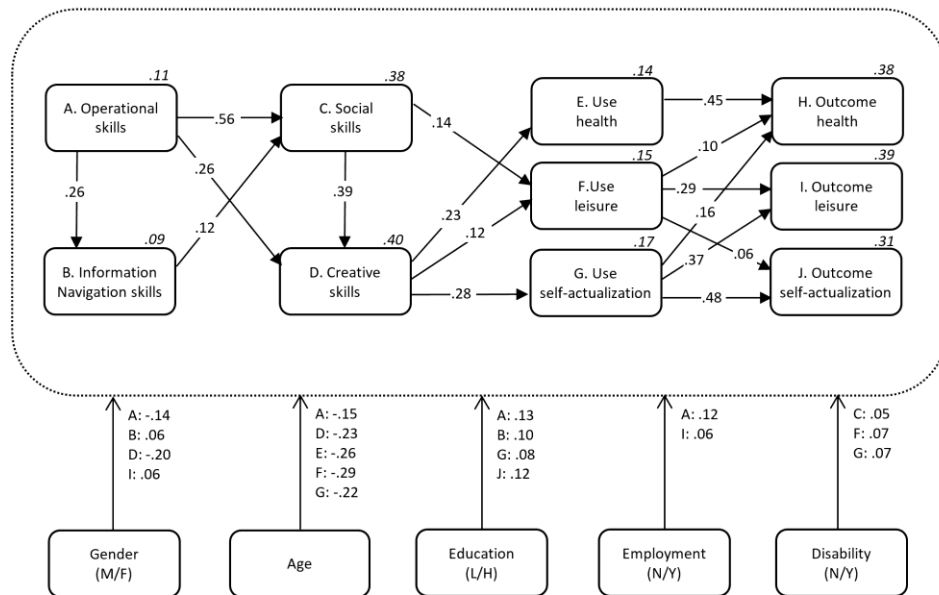 .11
.38
.14
.38
A. Operational
skills
C. Social
skills
E. Use
health
H. Outcome
health
.56
.45
.14
.10
.15
.39
.26
.26
.39
F.Use
leisure
.29
I. Outcome
leisure
.23
.16
.12
.12
.09
.40
.17
.06
.31
.37
B. Information
Navigation skills
D. Creative
skills
G. Use
self-actualization
J. Outcome
self-actualization
.28
.48
A: -.14
B: .06
D: -.20
I: .06
A: -.15
D: -.23
E: -.26
F: -.29
G: -.22
A: .13
B: .10
G: .08
J: .12
A: .12
I: .06
C: .05
F: .07
G: .07
Gender
(M/F)
Age
Education
(L/H)
Employment
(N/Y)
Disability
(N/Y)